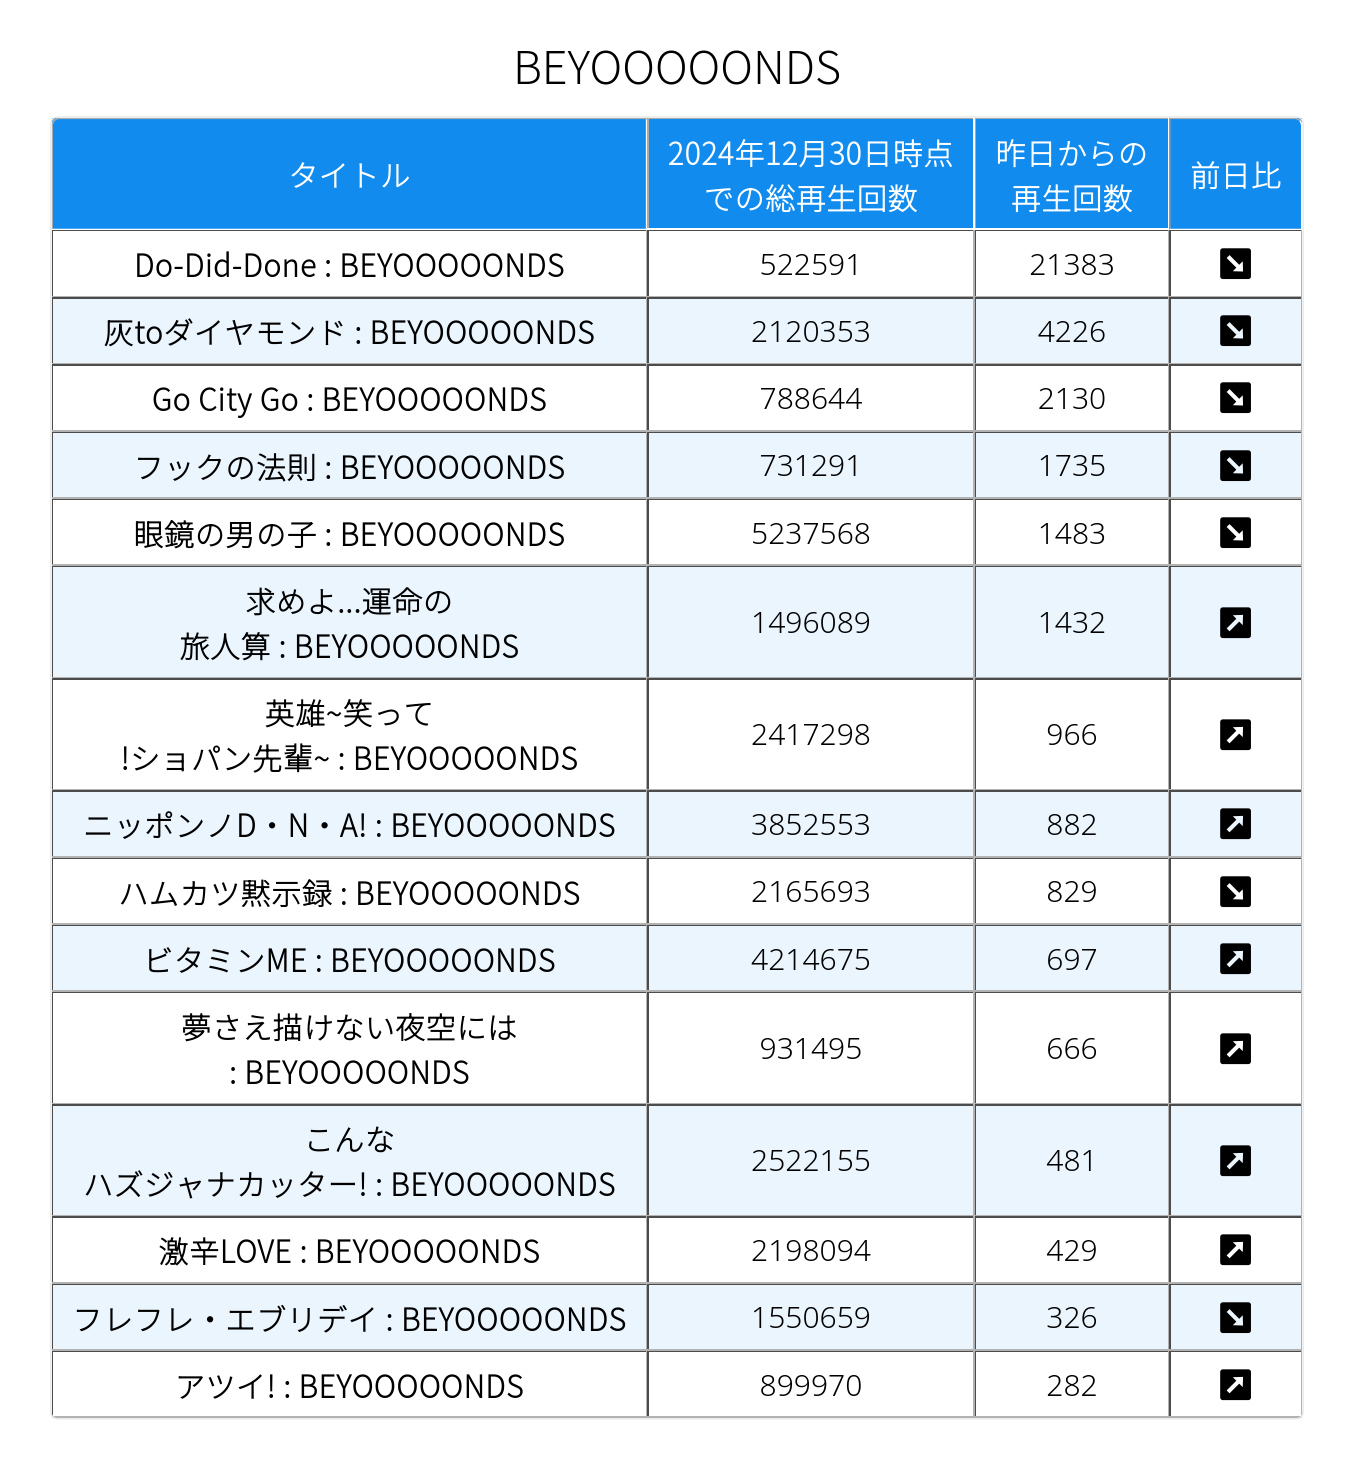 BEYOOOOONDS
タイトル
2024年12月30日時点
での総再生回数
昨日からの
再生回数
前日比
Do-Did-Done : BEYOOOOONDS
522591
21383
灰toダイヤモンド : BEYOOOOONDS
2120353
4226
Go City Go : BEYOOOOONDS
788644
2130
フックの法則 : BEYOOOOONDS
731291
1735
眼鏡の男の子 : BEYOOOOONDS
5237568
1483
求めよ...運命の
旅人算 : BEYOOOOONDS
1496089
1432
英雄~笑って
!ショパン先輩~ : BEYOOOOONDS
2417298
966
ニッポンノD・N・A! : BEYOOOOONDS
3852553
882
ハムカツ黙示録 : BEYOOOOONDS
2165693
829
ビタミンME : BEYOOOOONDS
4214675
697
夢さえ描けない夜空には
: BEYOOOOONDS
931495
666
こんな
ハズジャナカッター! : BEYOOOOONDS
2522155
481
激辛LOVE : BEYOOOOONDS
2198094
429
フレフレ・エブリデイ : BEYOOOOONDS
1550659
326
アツイ! : BEYOOOOONDS
899970
282